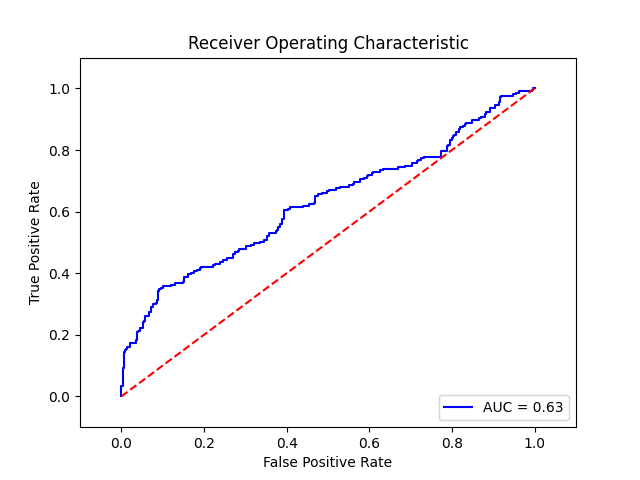 Receiver Operating Characteristic
True Positive Rate
1.0
0.8
0.6
0.4
0.2
0.0
AUC = 0.63
0.0 0.2 0.4 0.6 0.8 1.0
False Positive Rate